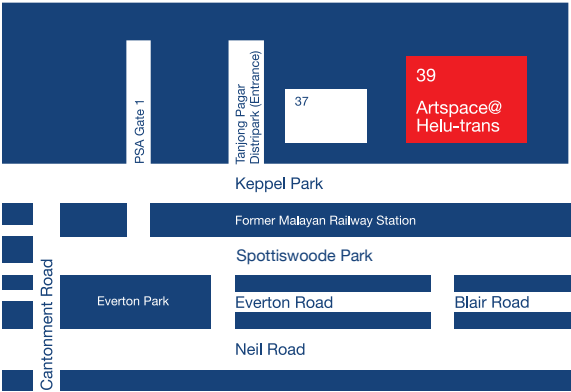 PSA Gate 1
Tanjong Pagar
Distripark (Entrance)
37
39
Artspace@
Helu-trans
Keppel Park
Former Malayan Railway Station
Spottiswoode Park
Cantonment Road
Everton Park
Everton Road
Blair Road
Neil Road